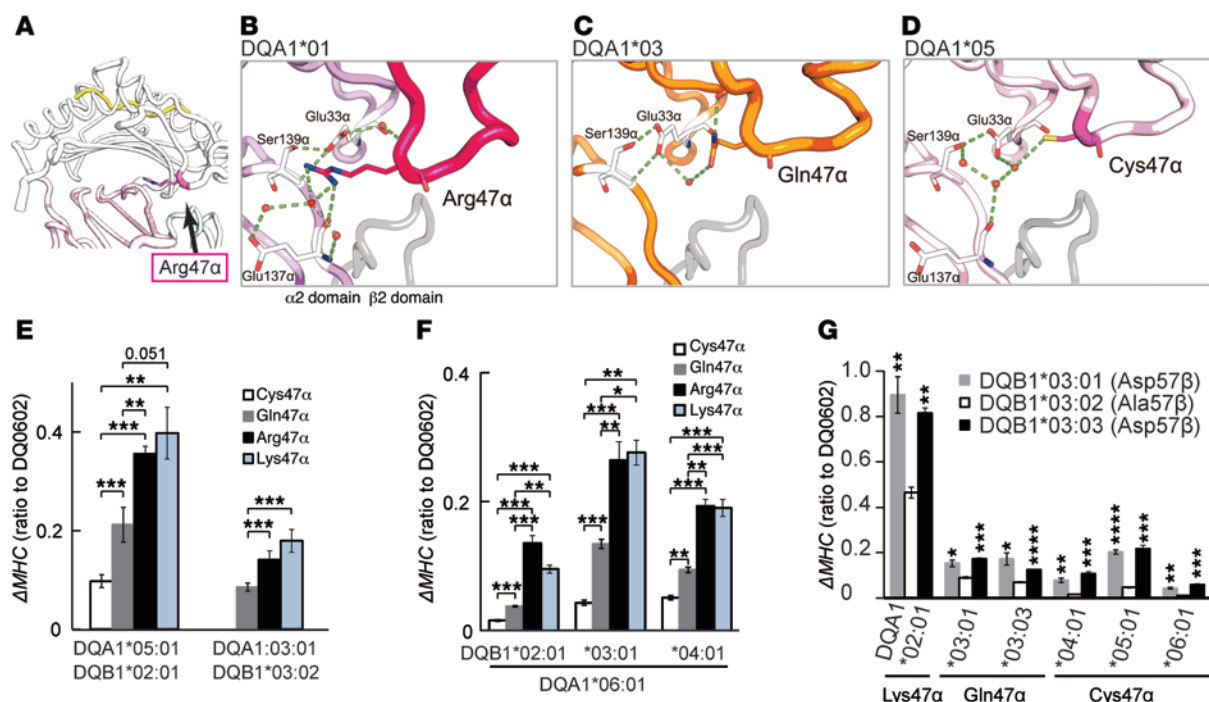 A
Arg47α
B
DQA1*01
Ser139α
Glu33α
Arg47α
Glu137α
α2 domain β2 domain
C
DQA1*03
Ser139α
Glu33α
Gln47α
D
DQA1*05
Ser139α
Glu33α
Cys47α
Glu137α
E
ΔMHC (ratio to DQ0602)
0.4
0.2
0
0.051
**
**
***
***
***
***
Cys47α
Gln47α
Arg47α
Lys47α
DQA1*05:01
DQB1*02:01
DQA1:03:01
DQB1*03:02
F
ΔMHC (ratio to DQ0602)
0.4
0.2
0
Cys47α
Gln47α
Arg47α
Lys47α
***
**
***
***
***
**
*
***
**
***
***
***
**
***
**
DQB1*02:01
*03:01
*04:01
DQA1*06:01
G
ΔMHC (ratio to DQ0602)
1.0
0.8
0.6
0.4
0.2
0
DQB1*03:01 (Asp57β)
DQB1*03:02 (Ala57β)
DQB1*03:03 (Asp57β)
**
**
*
***
*
****
**
***
****
***
**
***
DQA1
*02:01
*03:01
*03:03
*04:01
*05:01
*06:01
Lys47α
Gln47α
Cys47α